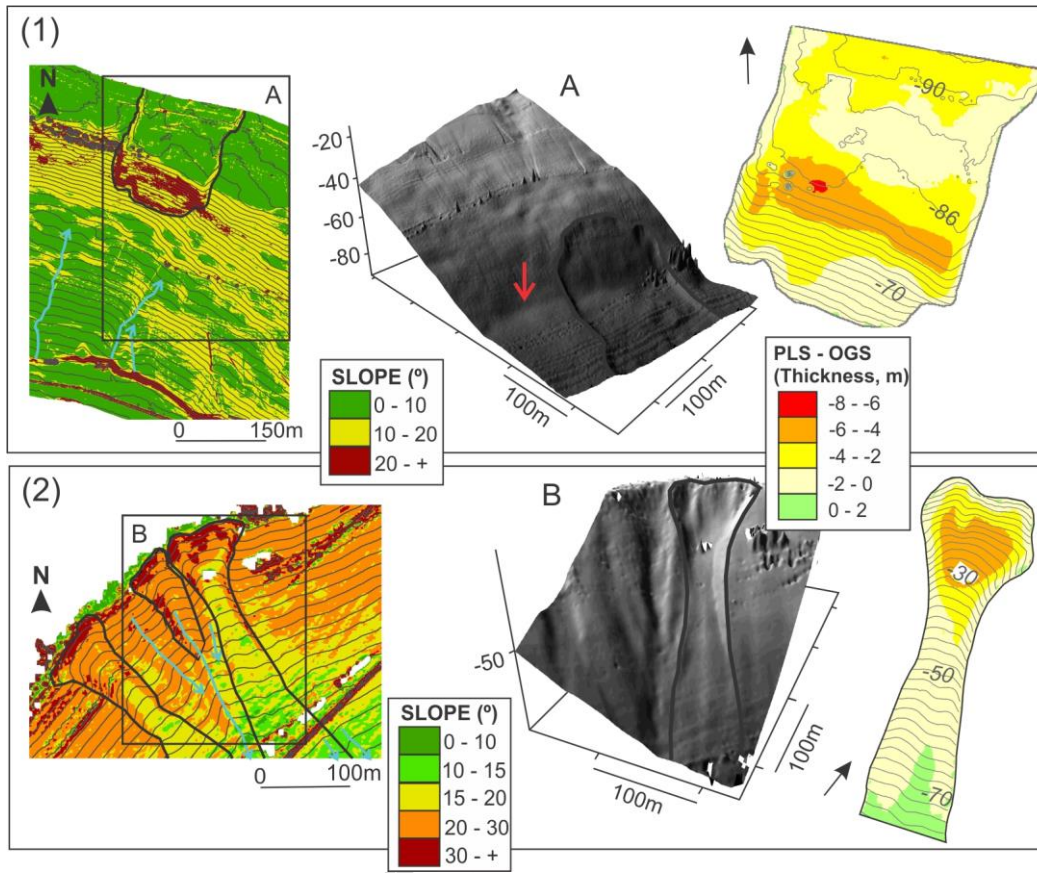 (1)
N
A
0 150m
SLOPE (º)
0 - 10
10 - 20
20 - +
A
-20
-40
-60
-80
100m
100m
-90
-86
-70
PLS - OGS
(Thickness, m)
-8 - -6
-6 - -4
-4 - -2
-2 - 0
0 - 2
(2)
N
B
0 100m
SLOPE (º)
0 - 10
10 - 15
15 - 20
20 - 30
30 - +
B
-50
100m
100m
-30
-50
-70